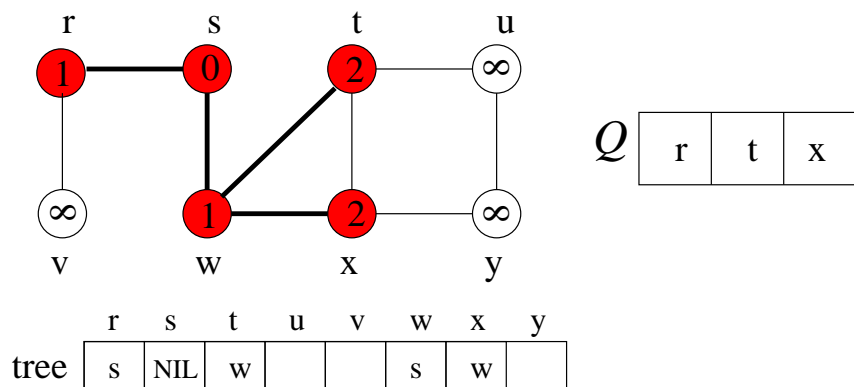 r s t u
1 0 2 ∞
Q r t x
∞ 1 2 ∞
v w x y
r s t u v w x y
tree s NIL w s w